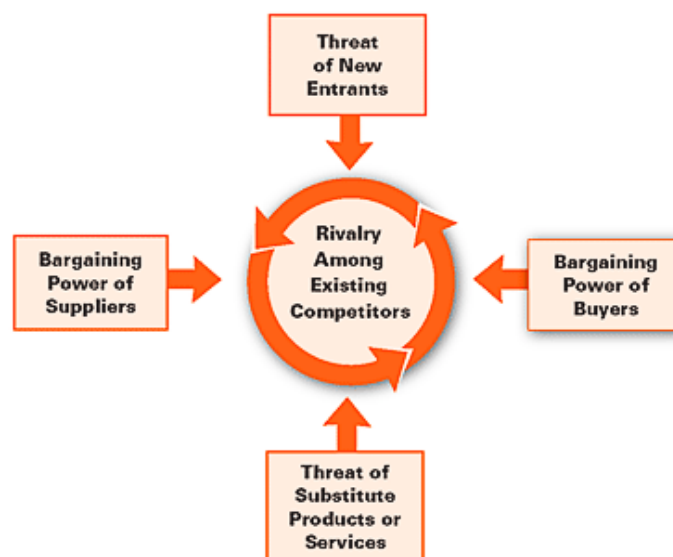 Threat
of New
Entrants
Bargaining
Power of
Suppliers
Rivalry
Among
Existing
Competitors
Bargaining
Power of
Buyers
Threat of
Substitute
Products or
Services